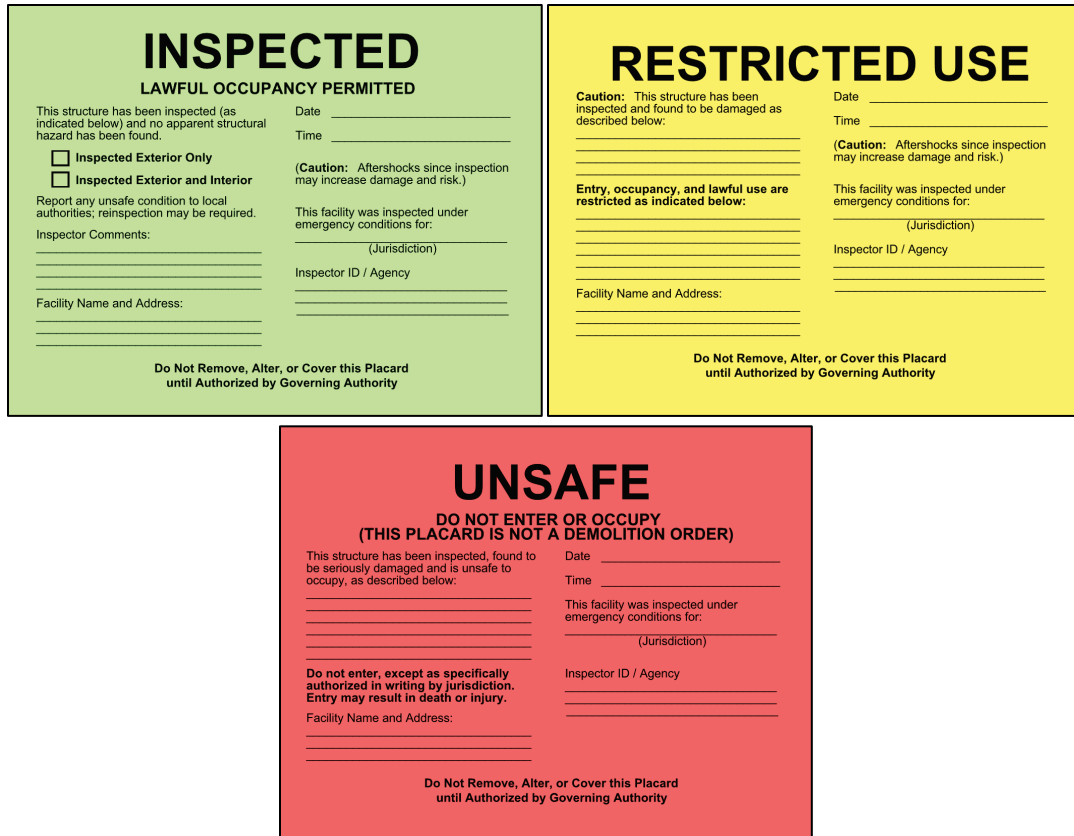 INSPECTED
LAWFUL OCCUPANCY PERMITTED
This structure has been inspected (as
indicated below) and no apparent structural
hazard has been found.
Inspected Exterior Only
Inspected Exterior and Interior
Report any unsafe condition to local
authorities; reinspection may be required.
Inspector Comments:
Facility Name and Address:
Date
Time
(Caution: Aftershocks since inspection
may increase damage and risk.)
This facility was inspected under
emergency conditions for:
(Jurisdiction)
Inspector ID / Agency
Do Not Remove, Alter, or Cover this Placard
until Authorized by Governing Authority
RESTRICTED USE
Caution: This structure has been
inspected and found to be damaged as
described below:
Entry, occupancy, and lawful use are
restricted as indicated below:
Facility Name and Address:
Date
Time
(Caution: Aftershocks since inspection
may increase damage and risk.)
This facility was inspected under
emergency conditions for:
(Jurisdiction)
Inspector ID / Agency
Do Not Remove, Alter, or Cover this Placard
until Authorized by Governing Authority
UNSAFE
DO NOT ENTER OR OCCUPY
(THIS PLACARD IS NOT A DEMOLITION ORDER)
This structure has been inspected, found to
be seriously damaged and is unsafe to
occupy, as described below:
Do not enter, except as specifically
authorized in writing by jurisdiction.
Entry may result in death or injury.
Facility Name and Address:
Date
Time
This facility was inspected under
emergency conditions for:
(Jurisdiction)
Inspector ID / Agency
Do Not Remove, Alter, or Cover this Placard
until Authorized by Governing Authority